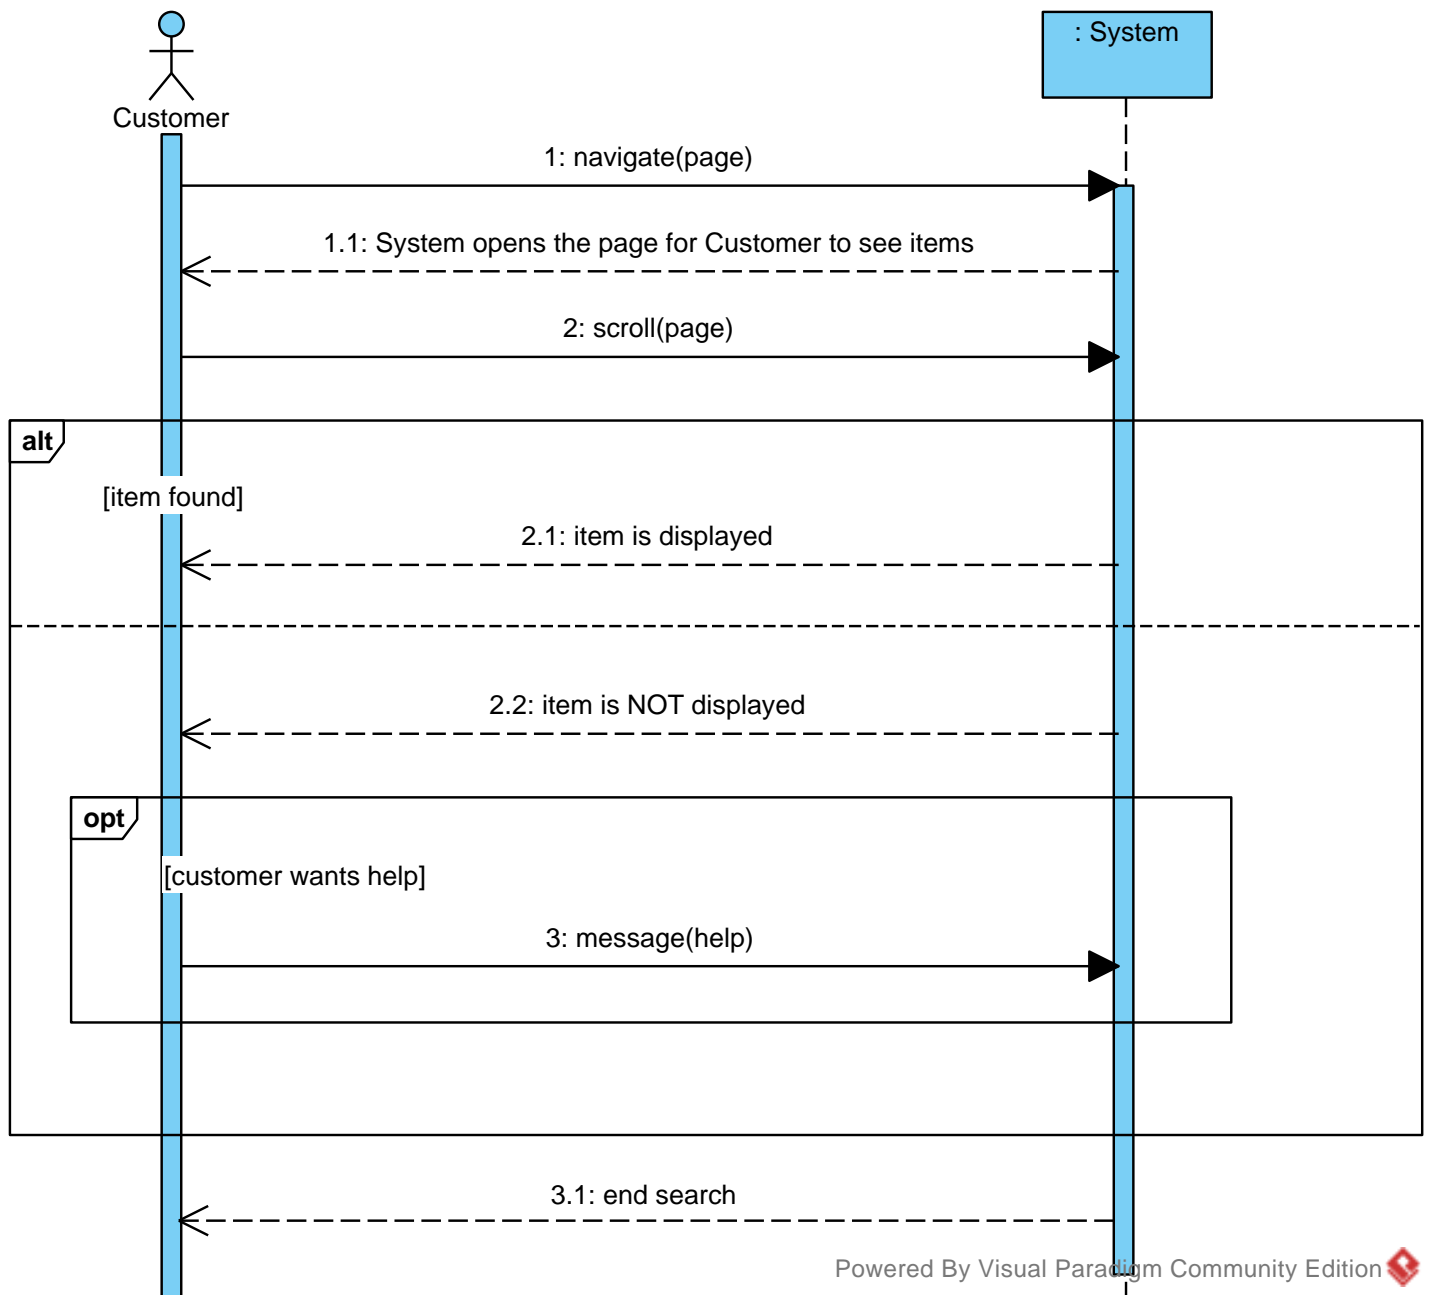 : System
Customer
1: navigate(page)
1.1: System opens the page for Customer to see items
2: scroll(page)
alt
[item found]
2.1: item is displayed
2.2: item is NOT displayed
opt
[customer wants help]
3: message(help)
3.1: end search
Powered By Visual Paradigm Community Edition